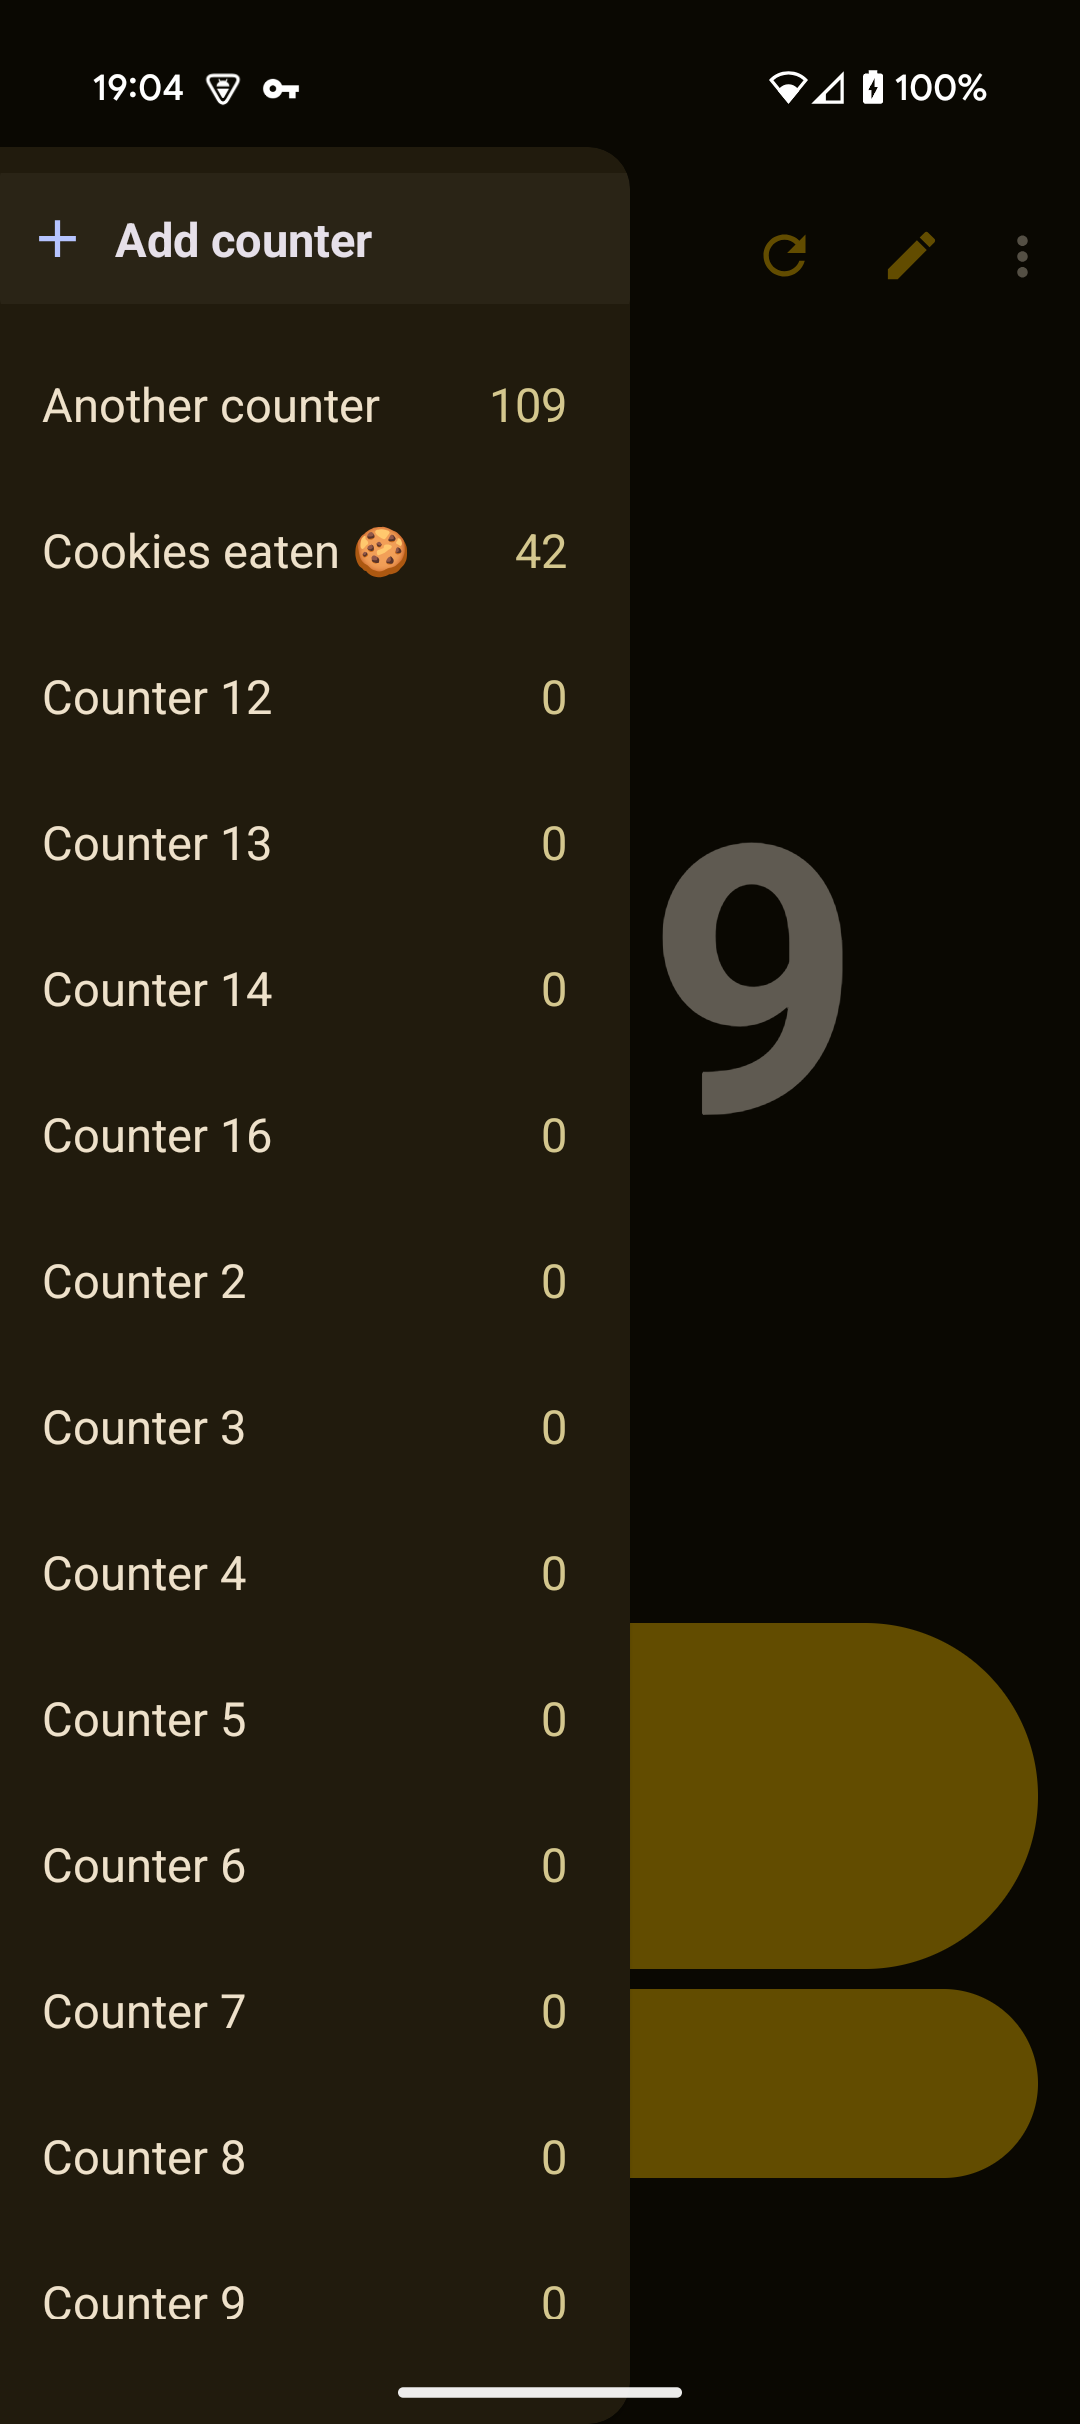 19:04 100%
Add counter
Another counter 109
Cookies eaten 🍪 42
Counter 12 0
Counter 13 0
Counter 14 0
Counter 16 0
Counter 2 0
Counter 3 0
Counter 4 0
Counter 5 0
Counter 6 0
Counter 7 0
Counter 8 0
Counter 9 0
9